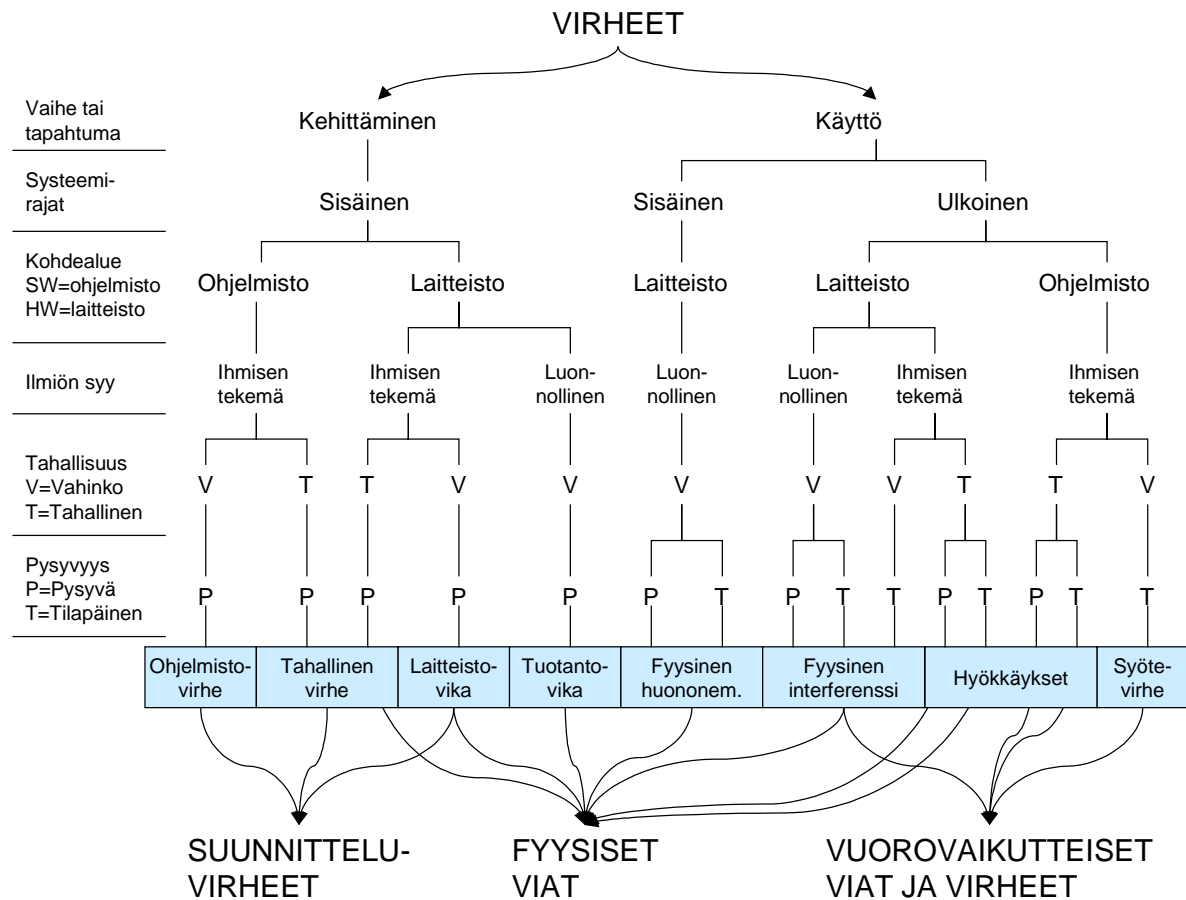 VIRHEET
Vaihe tai
tapahtuma
Kehittäminen Käyttö
Systeemi-
rajat
Sisäinen Sisäinen Ulkoinen
Kohdealue
SW=ohjelmisto
HW=laitteisto
Ohjelmisto Laitteisto Laitteisto Laitteisto Ohjelmisto
Ilmiön syy
Ihmisen
tekemä
Ihmisen
tekemä
Luon-
nollinen
Luon-
nollinen
Luon-
nollinen
Ihmisen
tekemä
Ihmisen
tekemä
Tahallisuus
V=Vahinko
T=Tahallinen
V T T V V V V V T T V
Pysyvyys
P=Pysyvä
T=Tilapäinen
P P P P P P T P T T P T P T T
Ohjelmisto-
virhe
Tahallinen
virhe
Laitteisto-
vika
Tuotanto-
vika
Fyysinen
huononem.
Fyysinen
interferenssi
Hyökkäykset
Syöte-
virhe
SUUNNITTELU-
VIRHEET
FYYSISET
VIAT
VUOROVAIKUTTEISET
VIAT JA VIRHEET